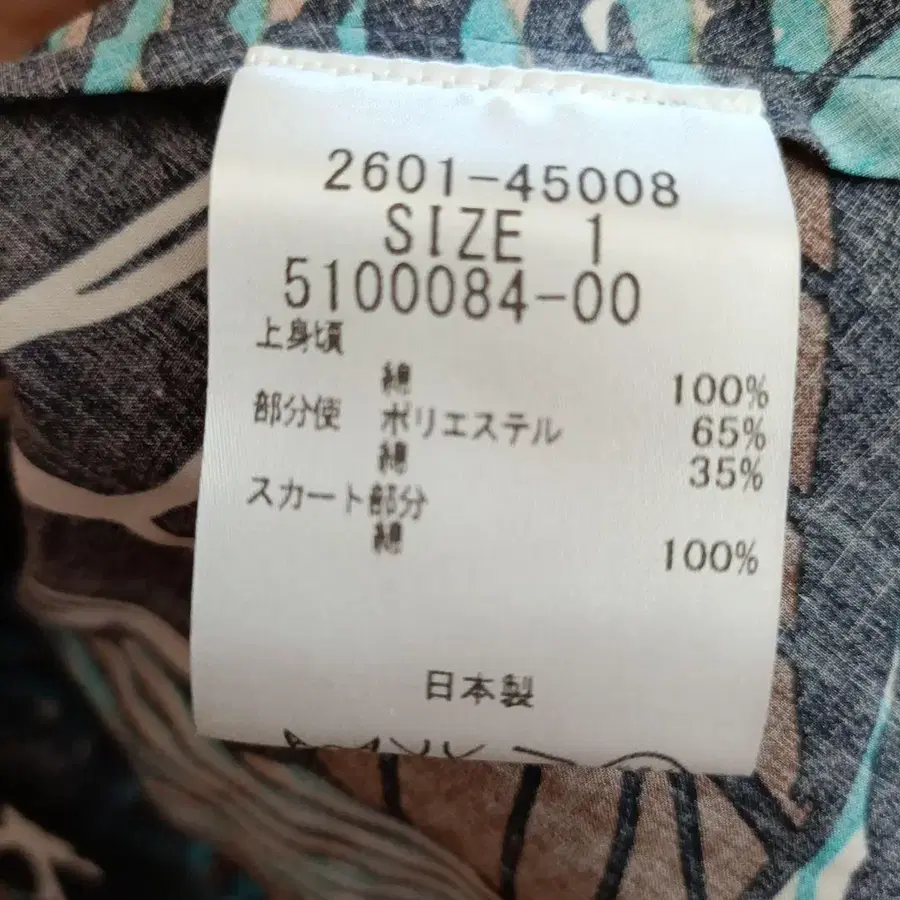 2601-45008
SIZE 1
5100084-00
上身頃
綿 100%
部分使 ポリエステル 65%
綿 35%
スカート部分
綿 100%
日本製